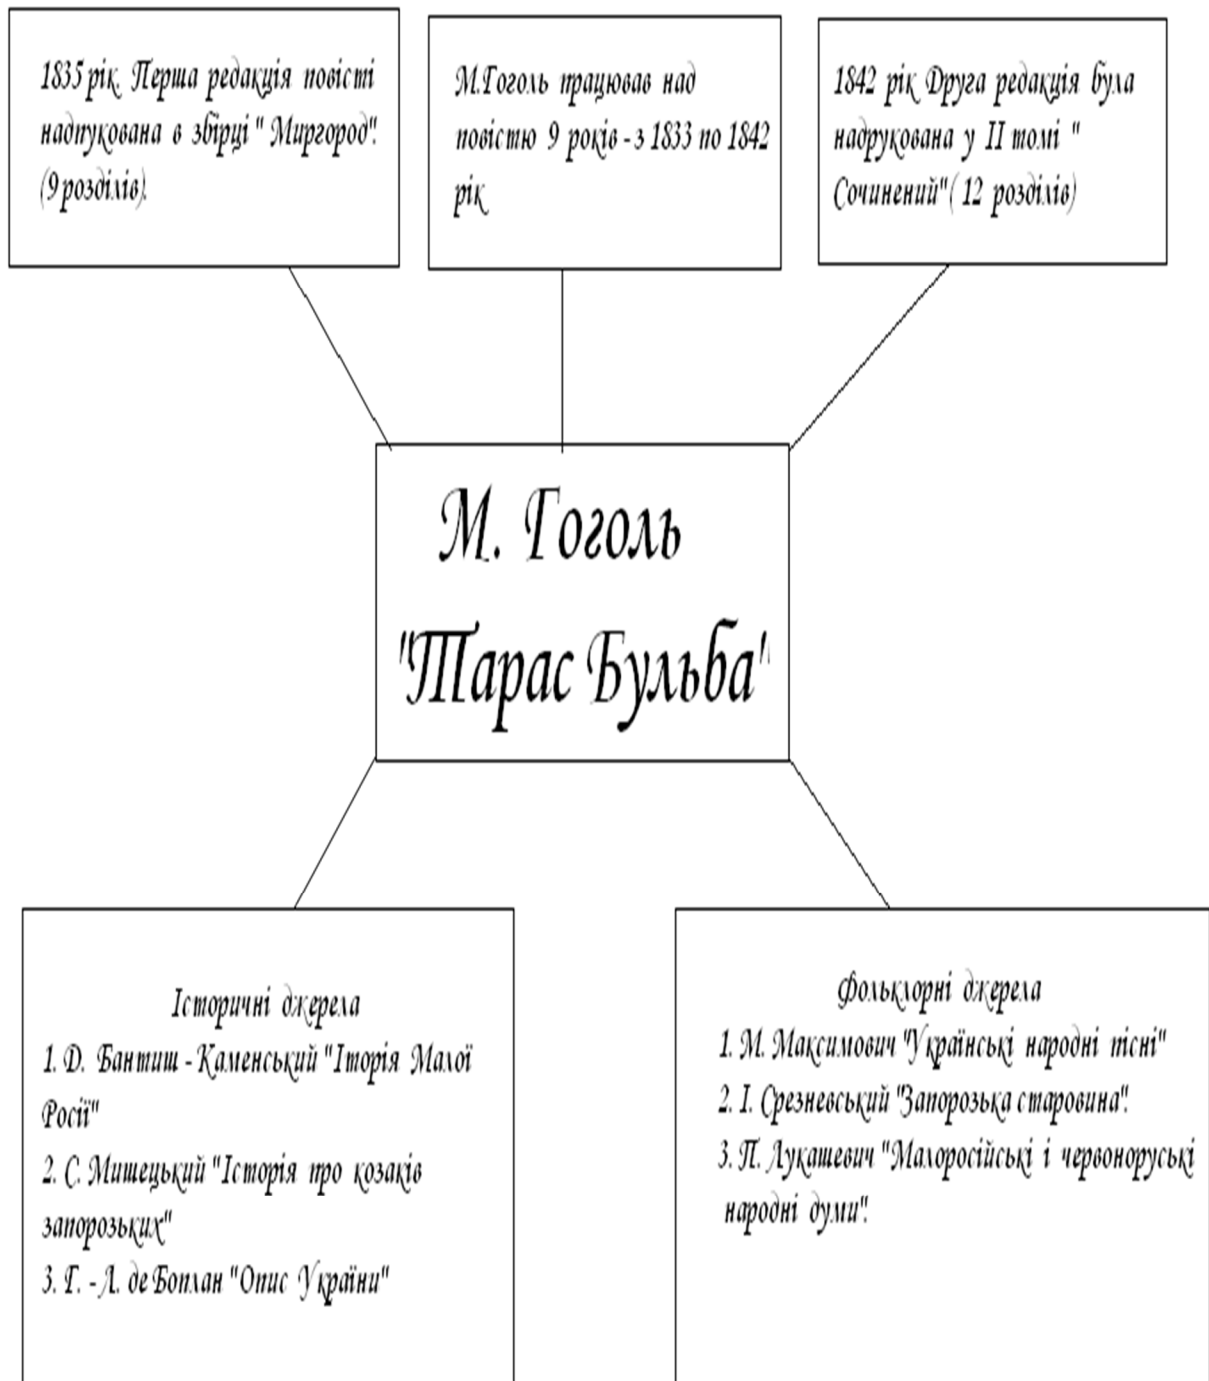 1835 рік. Перша редакція повісті
надпукована в збірці " Миргород".
(9 розділів).
М.Гоголь працював над
повістю 9 років - з 1833 по 1842
рік
1842 рік Друга редакція була
надрукована у II томі "
Сочинений" ( 12 розділів)
М. Гоголь
"Тарас Бульба"
Історичні джерела
1. Д. Бантиш - Каменський "Іторія Малої
Росії"
2. С. Мишецький "Історія про козаків
запорозьких"
3. Г. - Л. де Боплан "Опис України"
Фольклорні джерела
1. М. Максимович "Українські народні пісні"
2. І. Срезневський "Запорозька старовина".
3. П. Лукашевич "Малоросійські і червоноруські
народні думи".